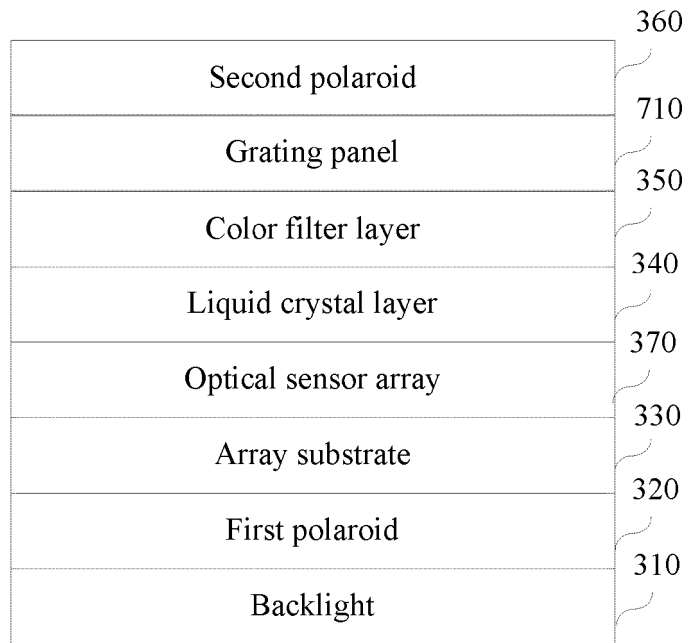 360
Second polaroid
710
Grating panel
350
Color filter layer
340
Liquid crystal layer
370
Optical sensor array
330
Array substrate
320
First polaroid
310
Backlight